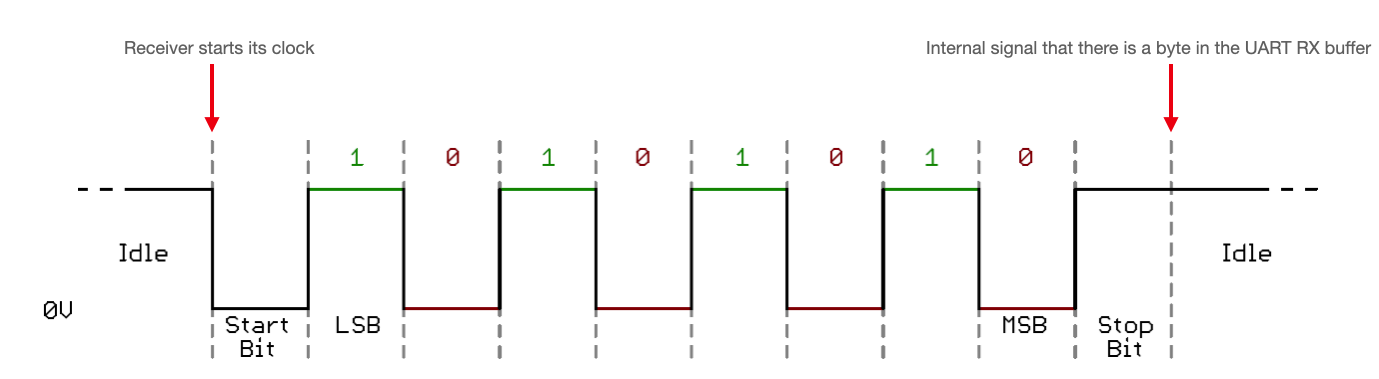 Receiver starts its clock
Internal signal that there is a byte in the UART RX buffer
1 0 1 0 1 0 1 0
Idle
Idle
0V
Start
Bit
LSB
MSB
Stop
Bit